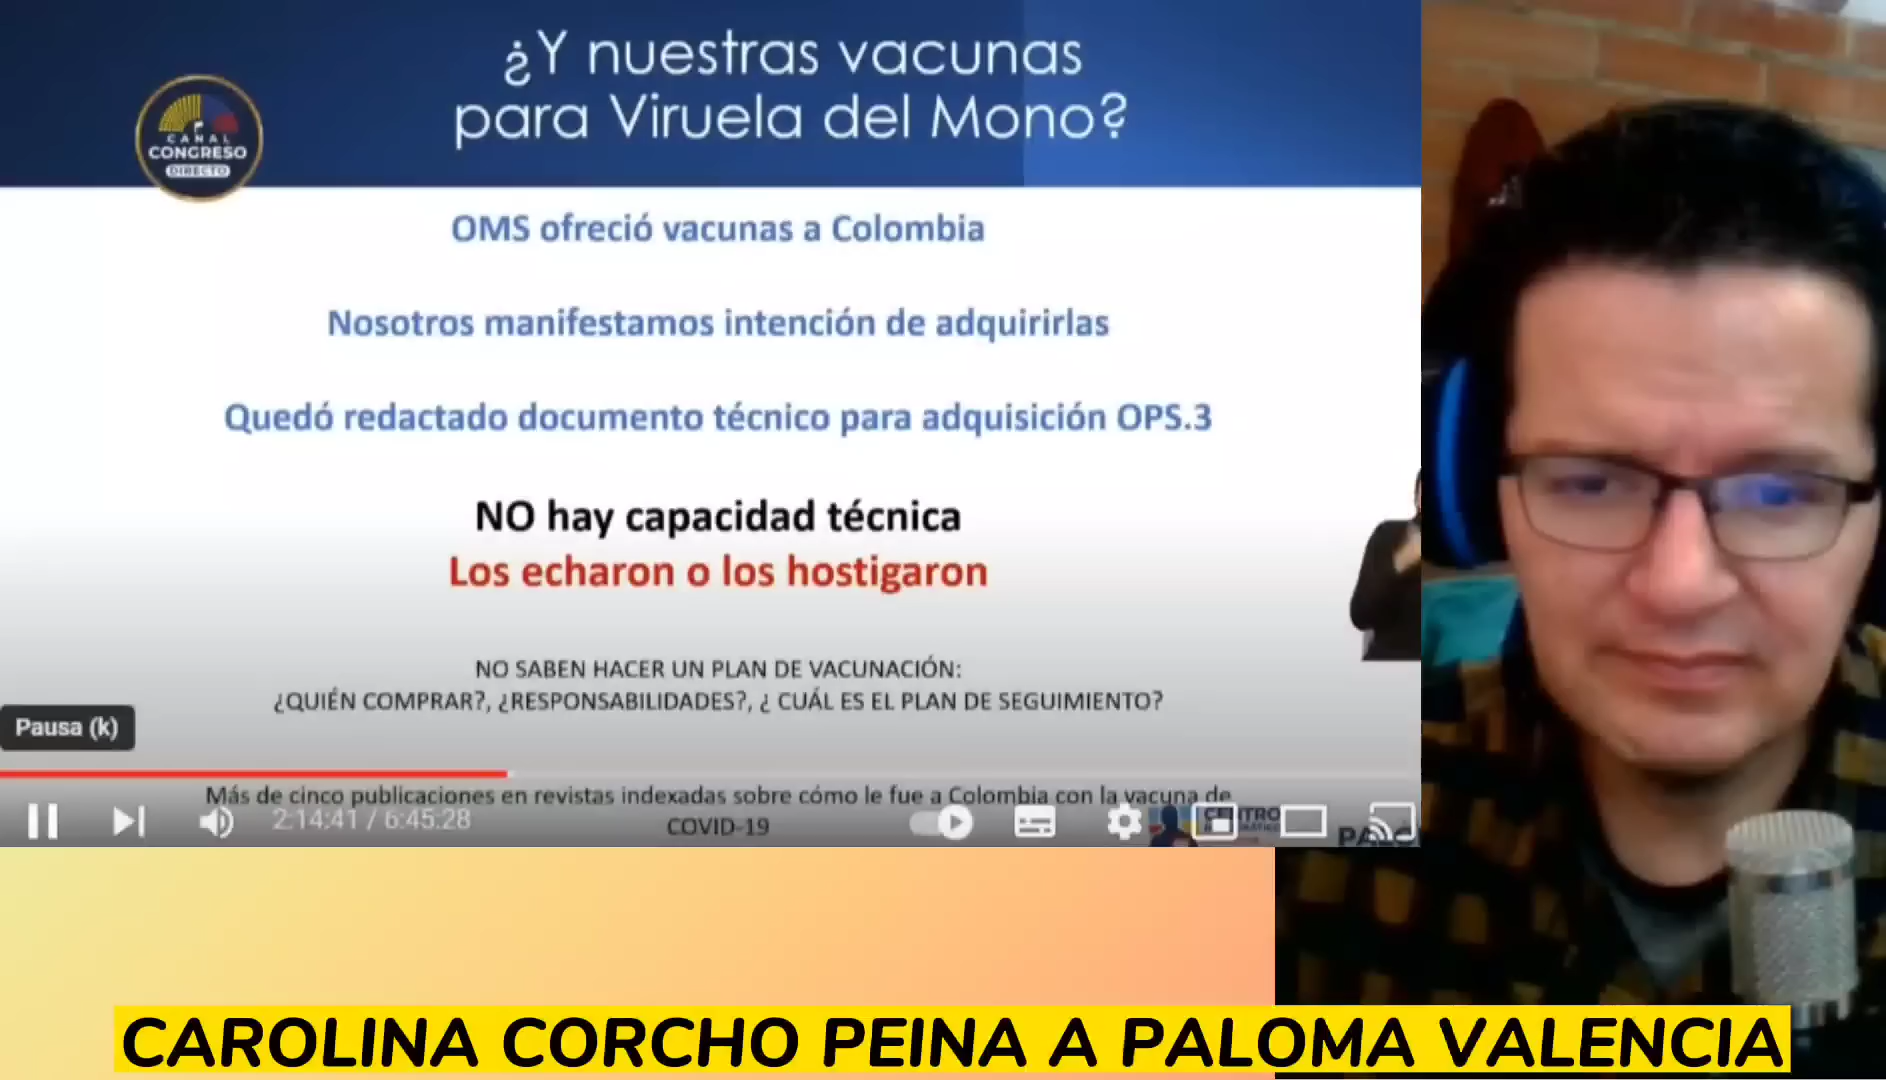 ¿Y nuestras vacunas
para Viruela del Mono?
CANAL
CONGRESO
DIRECTO
OMS ofreció vacunas a Colombia
Nosotros manifestamos intención de adquirirlas
Quedó redactado documento técnico para adquisición OPS.3
NO hay capacidad técnica
Los echaron o los hostigaron
NO SABEN HACER UN PLAN DE VACUNACIÓN:
¿QUIÉN COMPRAR?, ¿RESPONSABILIDADES?, ¿ CUÁL ES EL PLAN DE SEGUIMIENTO?
Pausa (k)
Más de cinco publicaciones en revistas indexadas sobre cómo le fue a Colombia con la vacuna de
COVID-19
2:14:41 / 6:45:28
CAROLINA CORCHO PEINA A PALOMA VALENCIA